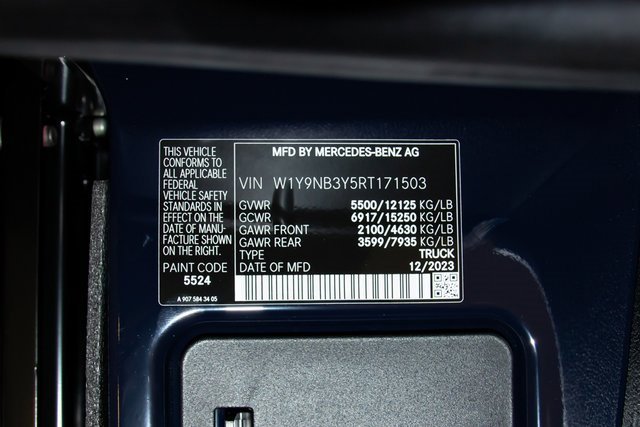 THIS VEHICLE
CONFORMS TO
ALL APPLICABLE
FEDERAL
VEHICLE SAFETY
STANDARDS IN
EFFECT ON THE
DATE OF MANU-
FACTURE SHOWN
ON THE RIGHT.
PAINT CODE
5524
A 907 584 34 05
MFD BY MERCEDES-BENZ AG
VIN W1Y9NB3Y5RT171503
GVWR 5500/12125 KG/LB
GCWR 6917/15250 KG/LB
GAWR FRONT 2100/4630 KG/LB
GAWR REAR 3599/7935 KG/LB
TYPE TRUCK
DATE OF MFD 12/2023